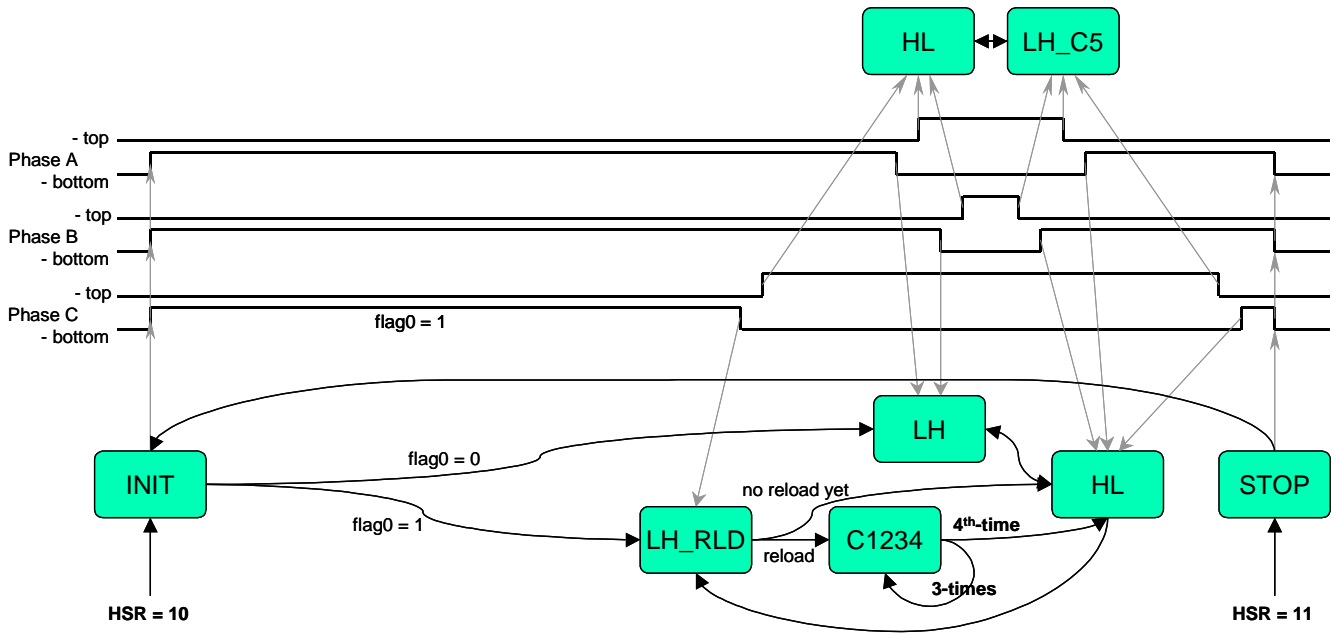 HL
LH_C5
- top
Phase A
- bottom
- top
Phase B
- bottom
- top
Phase C
- bottom
flag0 = 1
LH
INIT
flag0 = 0
HL
STOP
no reload yet
flag0 = 1
LH_RLD
reload
C1234
4th-time
3-times
HSR = 10
HSR = 11